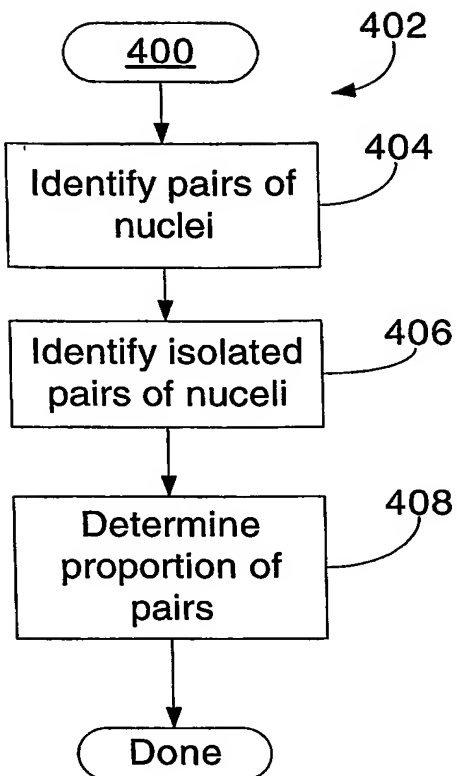 400
402
404
Identify pairs of
nuclei
406
Identify isolated
pairs of nuceli
408
Determine
proportion of
pairs
Done